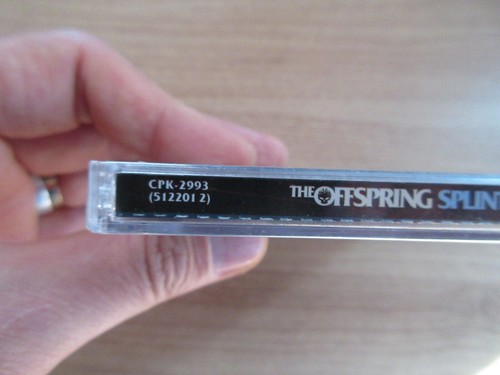 CPK-2993
(512201 2)
THE OFFSPRING SPLINT